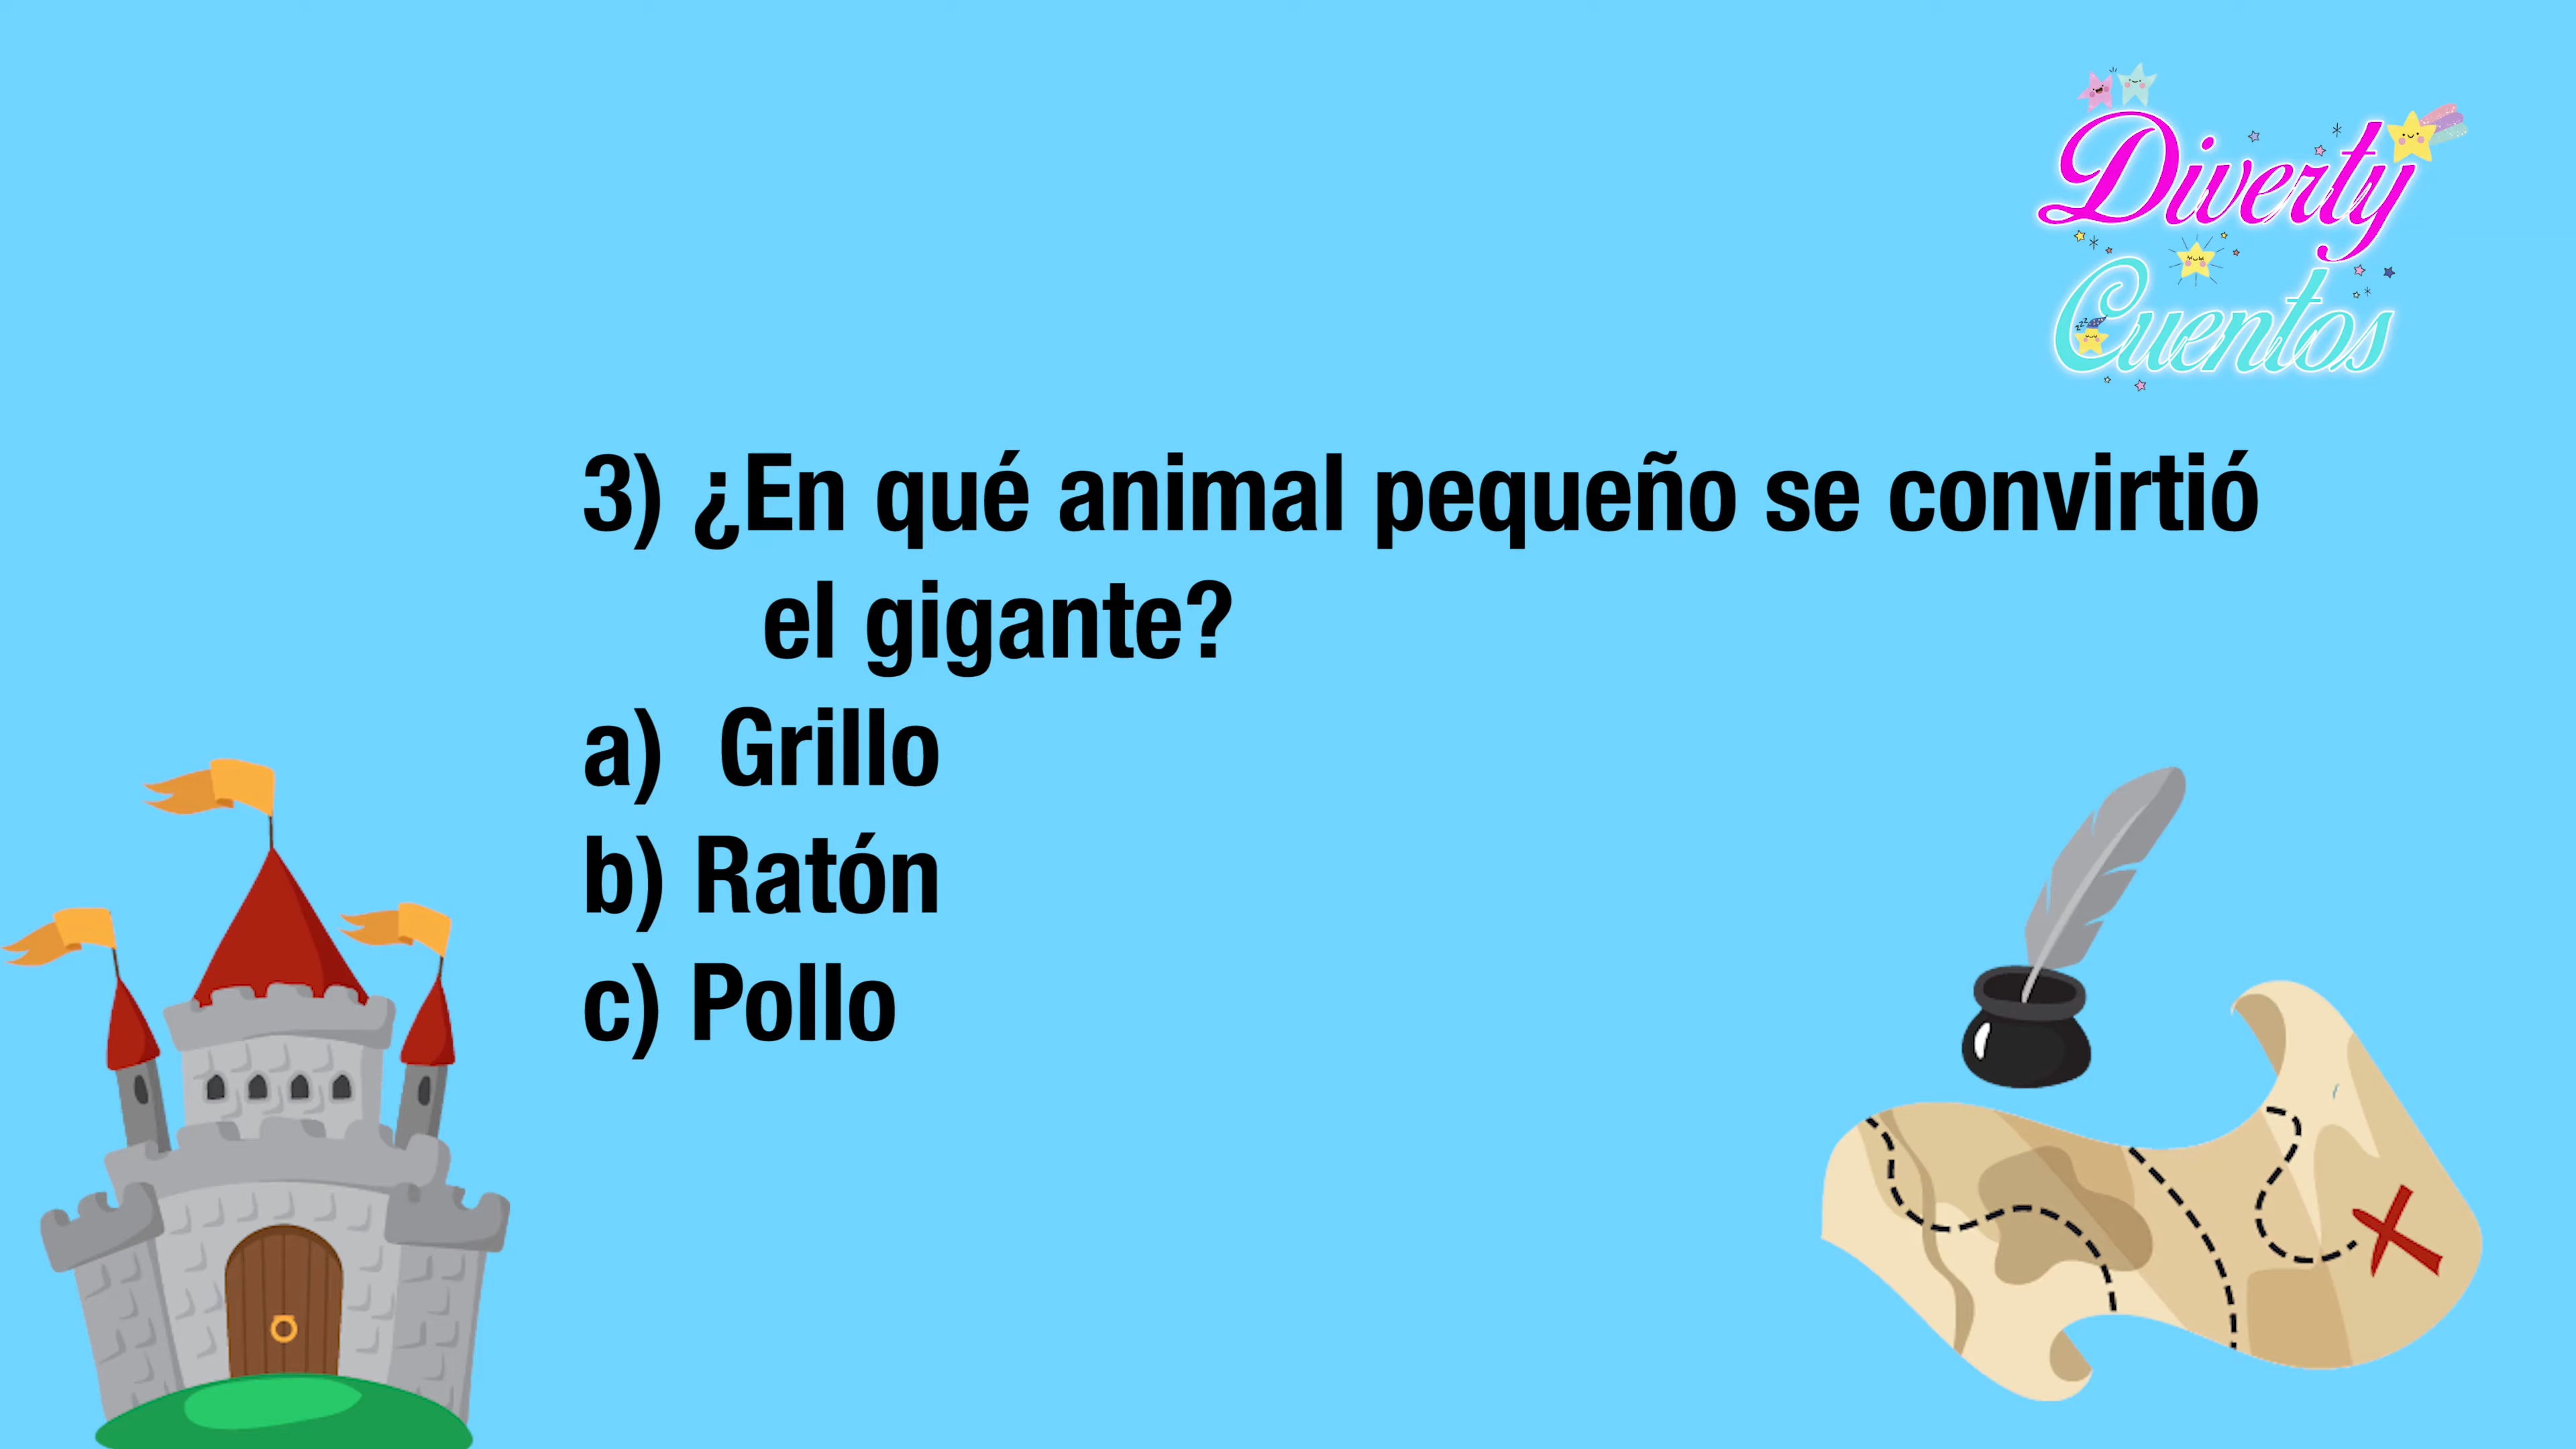 Diverty
Cuentos
3) ¿En qué animal pequeño se convirtió
el gigante?
a) Grillo
b) Ratón
c) Pollo